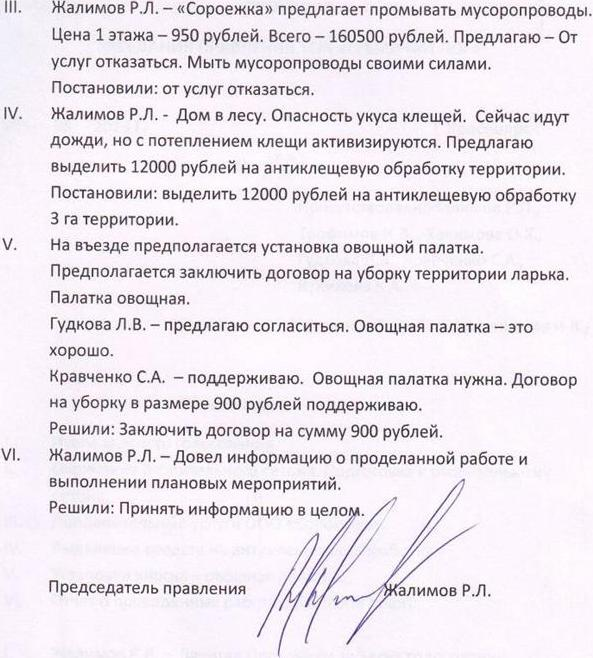 III. Жалимов Р.Л. – «Сороежка» предлагает промывать мусоропроводы.
Цена 1 этажа – 950 рублей. Всего – 160500 рублей. Предлагаю – От
услуг отказаться. Мыть мусоропроводы своими силами.
Постановили: от услуг отказаться.
IV. Жалимов Р.Л. - Дом в лесу. Опасность укуса клещей. Сейчас идут
дожди, но с потеплением клещи активизируются. Предлагаю
выделить 12000 рублей на антиклещевую обработку территории.
Постановили: выделить 12000 рублей на антиклещевую обработку
3 га территории.
V. На въезде предполагается установка овощной палатка.
Предполагается заключить договор на уборку территории ларька.
Палатка овощная.
Гудкова Л.В. – предлагаю согласиться. Овощная палатка – это
хорошо.
Кравченко С.А. – поддерживаю. Овощная палатка нужна. Договор
на уборку в размере 900 рублей поддерживаю.
Решили: Заключить договор на сумму 900 рублей.
VI. Жалимов Р.Л. – Довел информацию о проделанной работе и
выполнении плановых мероприятий.
Решили: Принять информацию в целом.
Председатель правления Жалимов Р.Л.